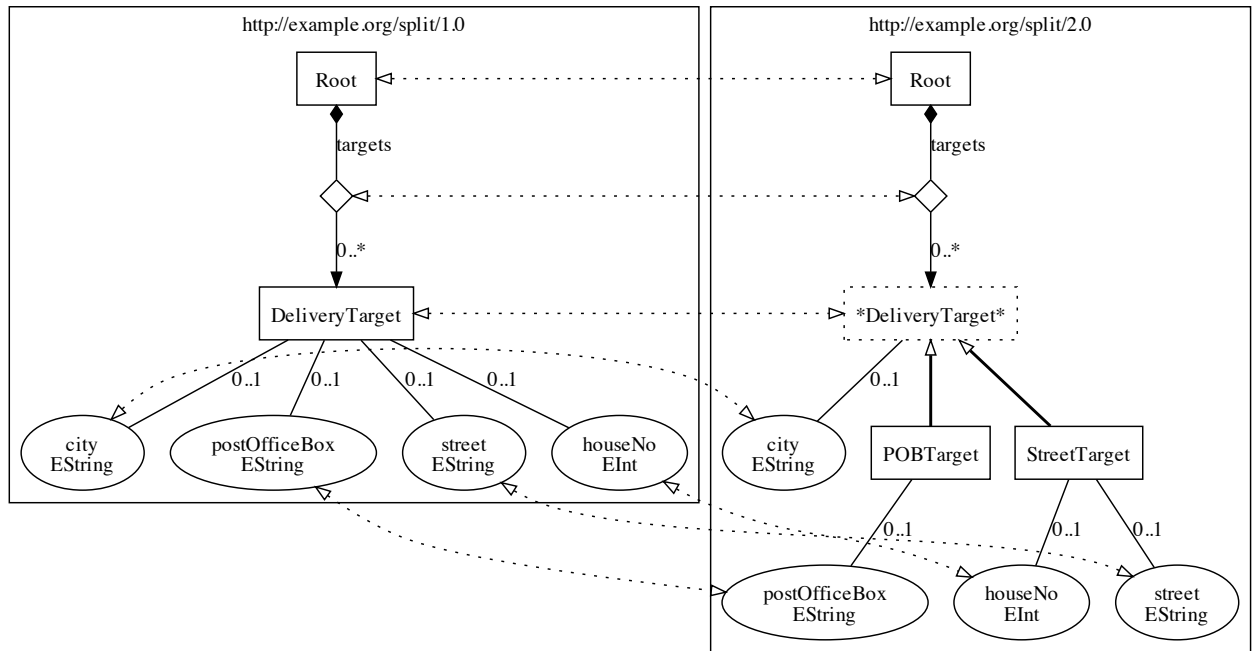 http://example.org/split/1.0
http://example.org/split/2.0
Root
Root
targets
targets
0..*
0..*
DeliveryTarget
*DeliveryTarget*
0..1
0..1
0..1
0..1
0..1
city
EString
postOfficeBox
EString
street
EString
houseNo
EInt
city
EString
POBTarget
StreetTarget
0..1
0..1
0..1
postOfficeBox
EString
houseNo
EInt
street
EString